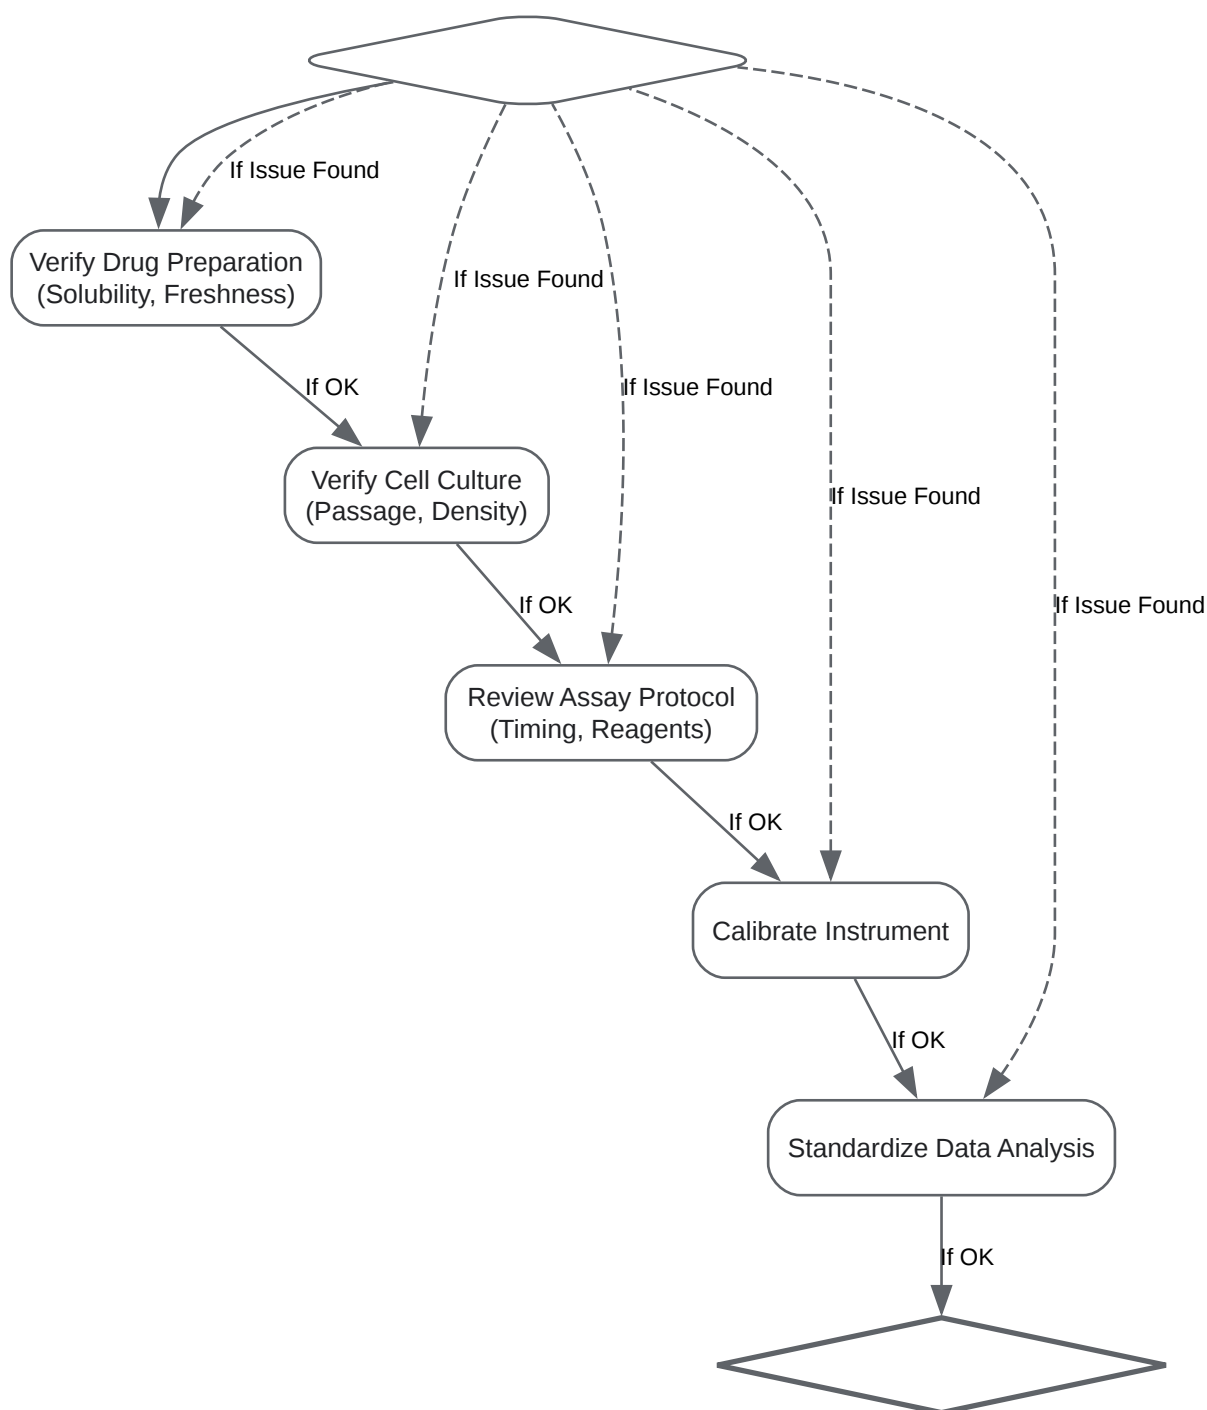 If Issue Found
Verify Drug Preparation
(Solubility, Freshness)
If Issue Found
If OK
If Issue Found
Verify Cell Culture
(Passage, Density)
If Issue Found
If OK
If Issue Found
Review Assay Protocol
(Timing, Reagents)
If OK
Calibrate Instrument
If OK
Standardize Data Analysis
If OK